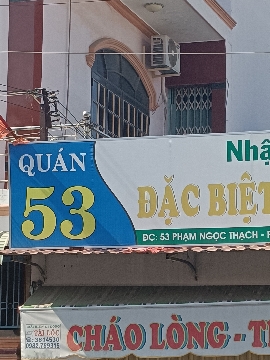 QUÁN
53
Nhậ
ĐẶC BIỆT
ĐC: 53 PHẠM NGỌC THẠCH - P
CHÁO LÒNG - T